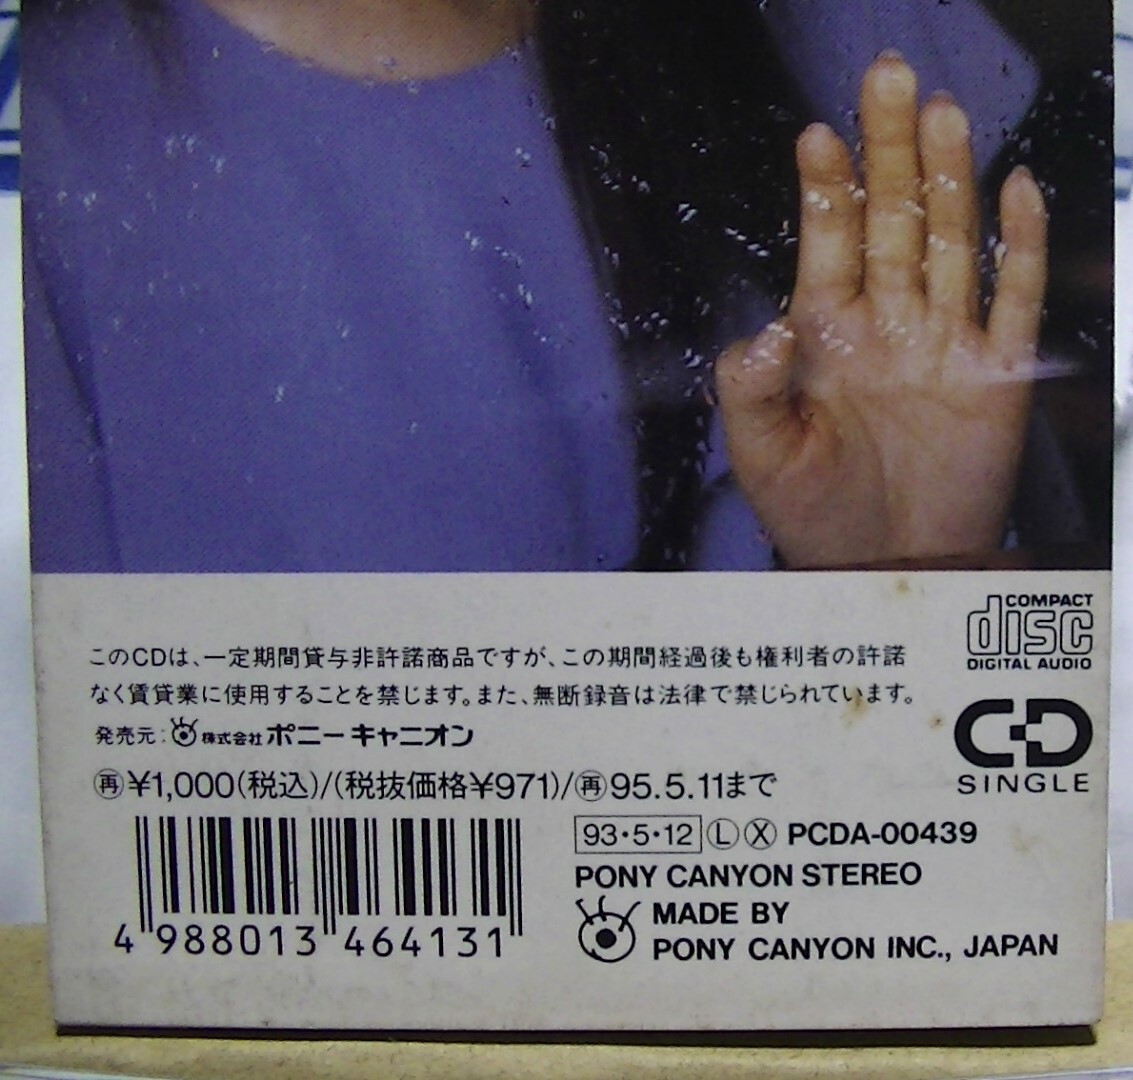 COMPACT
disc
DIGITAL AUDIO
このCDは、一定期間貸与非許諾商品ですが、この期間経過後も権利者の許諾
なく賃貸業に使用することを禁じます。また、無断録音は法律で禁じられています。
発売元:株式会社ポニーキャニオン
CD
SINGLE
㊢¥1,000(税込)/(税抜価格¥971)/㊢95.5.11まで
93・5・12 Ⓛ Ⓧ PCDA-00439
PONY CANYON STEREO
MADE BY
PONY CANYON INC., JAPAN
4 988013 464131